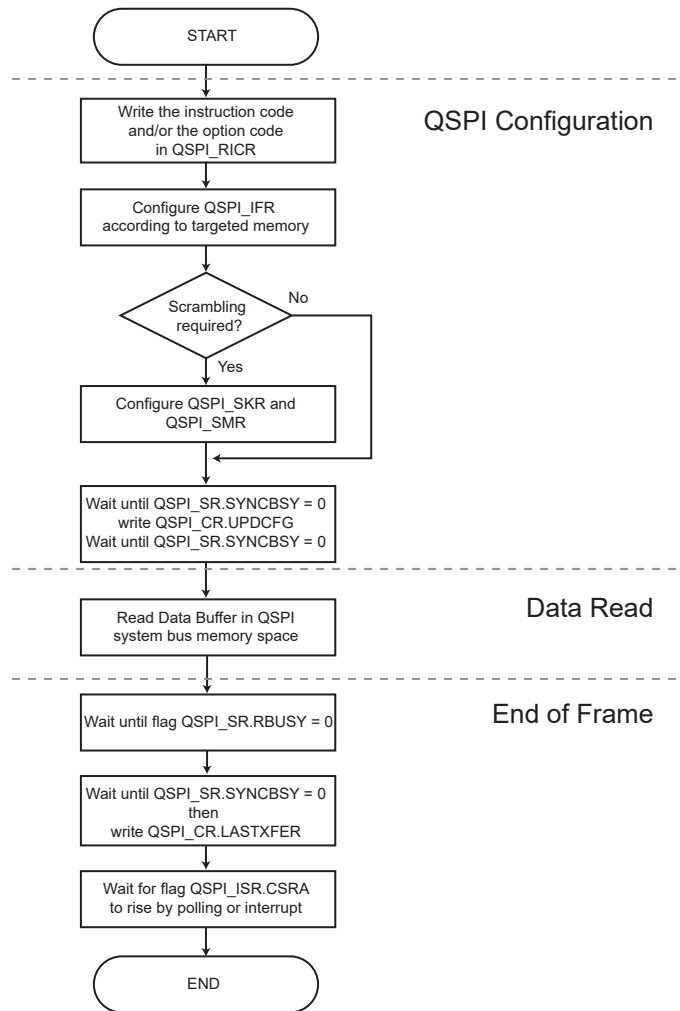 START
QSPI Configuration
Write the instruction code
and/or the option code
in QSPI_RICR
Configure QSPI_IFR
according to targeted memory
Scrambling
required?
No
Yes
Configure QSPI_SKR and
QSPI_SMR
Wait until QSPI_SR.SYNCBSY = 0
write QSPI_CR.UPDCFG
Wait until QSPI_SR.SYNCBSY = 0
Data Read
Read Data Buffer in QSPI
system bus memory space
End of Frame
Wait until flag QSPI_SR.RBUSY = 0
Wait until QSPI_SR.SYNCBSY = 0
then
write QSPI_CR.LASTXFER
Wait for flag QSPI_ISR.CSRA
to rise by polling or interrupt
END